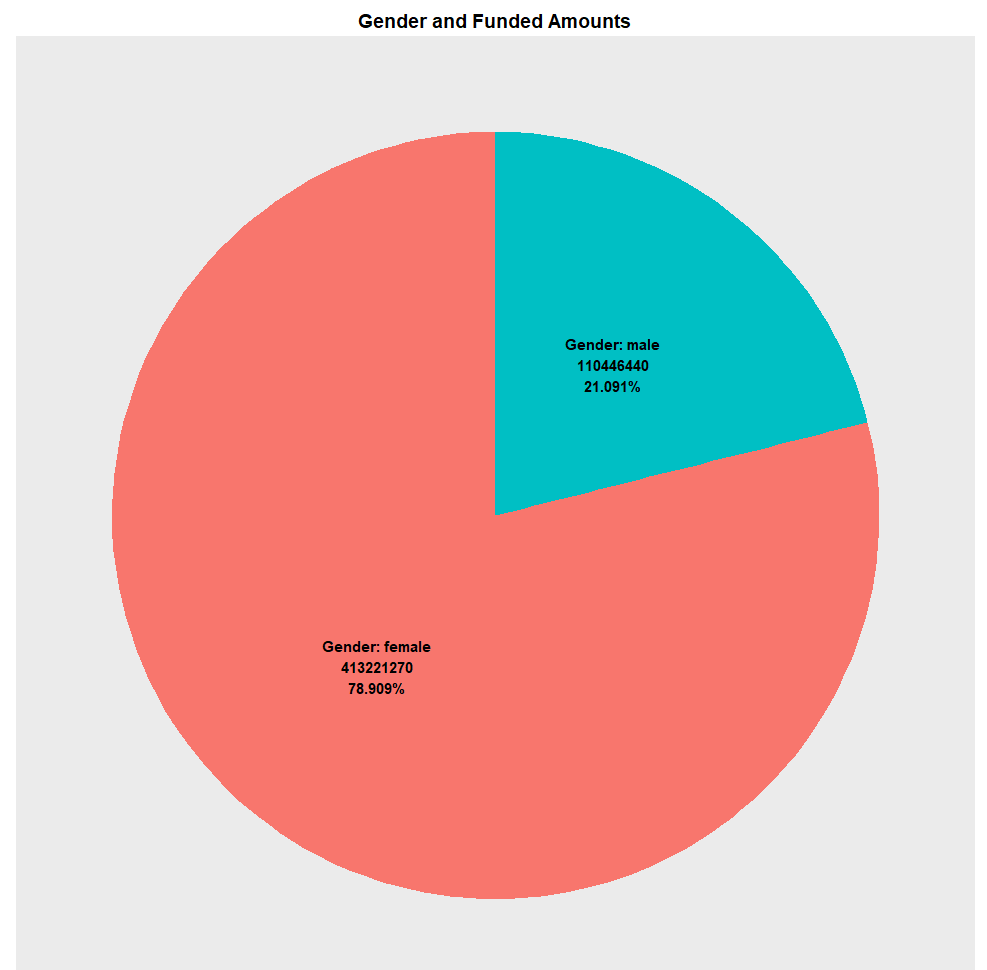 Gender and Funded Amounts
Gender: male
110446440
21.091%
Gender: female
413221270
78.909%